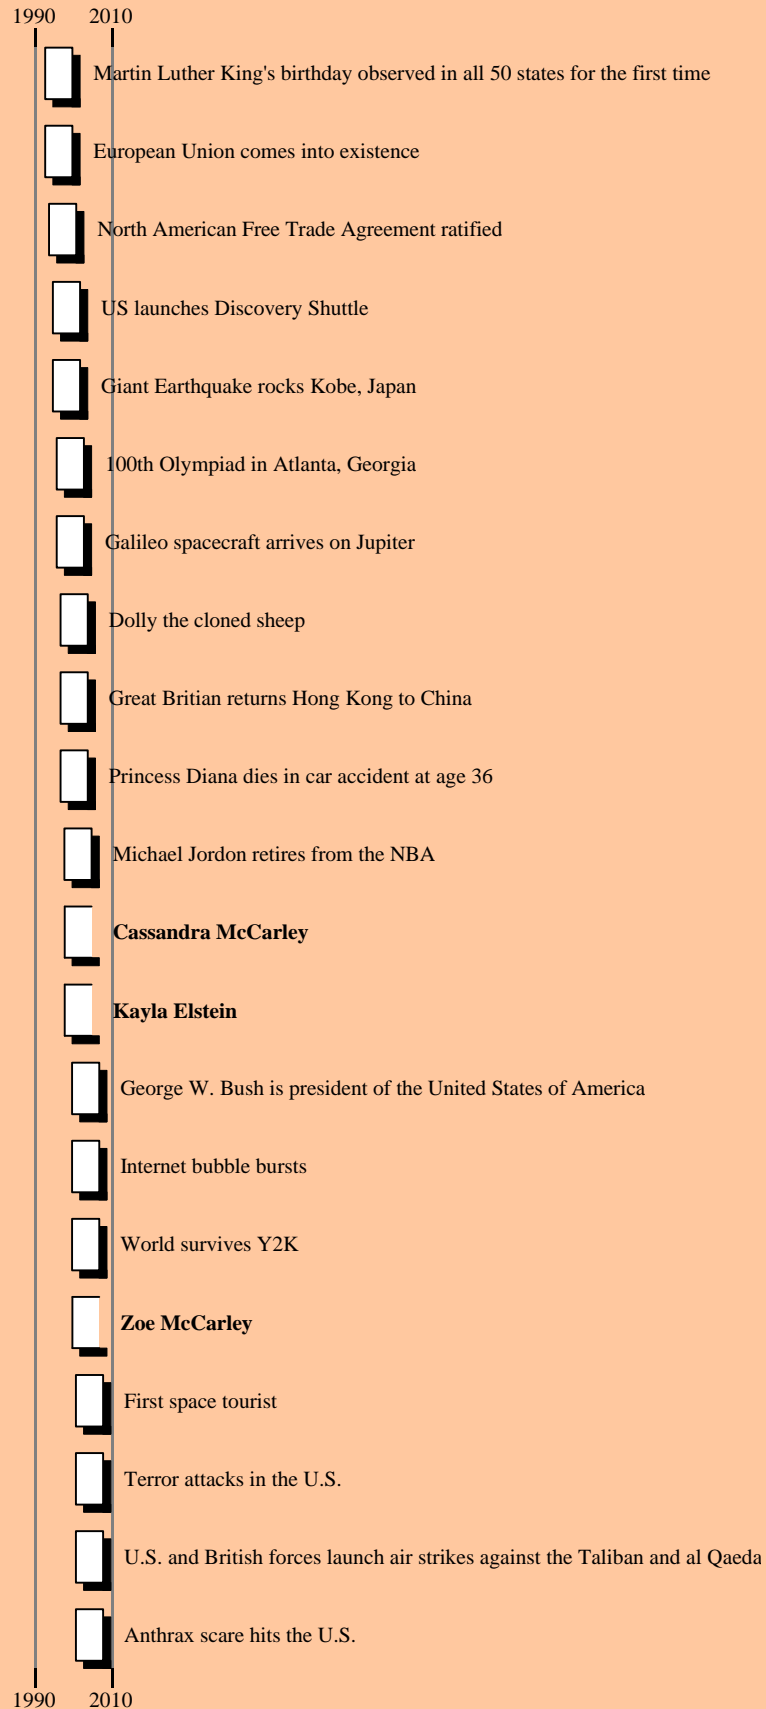 1990 2010
Martin Luther King's birthday observed in all 50 states for the first time
European Union comes into existence
North American Free Trade Agreement ratified
US launches Discovery Shuttle
Giant Earthquake rocks Kobe, Japan
100th Olympiad in Atlanta, Georgia
Galileo spacecraft arrives on Jupiter
Dolly the cloned sheep
Great Britian returns Hong Kong to China
Princess Diana dies in car accident at age 36
Michael Jordon retires from the NBA
Cassandra McCarley
Kayla Elstein
George W. Bush is president of the United States of America
Internet bubble bursts
World survives Y2K
Zoe McCarley
First space tourist
Terror attacks in the U.S.
U.S. and British forces launch air strikes against the Taliban and al Qaeda
Anthrax scare hits the U.S.
1990 2010